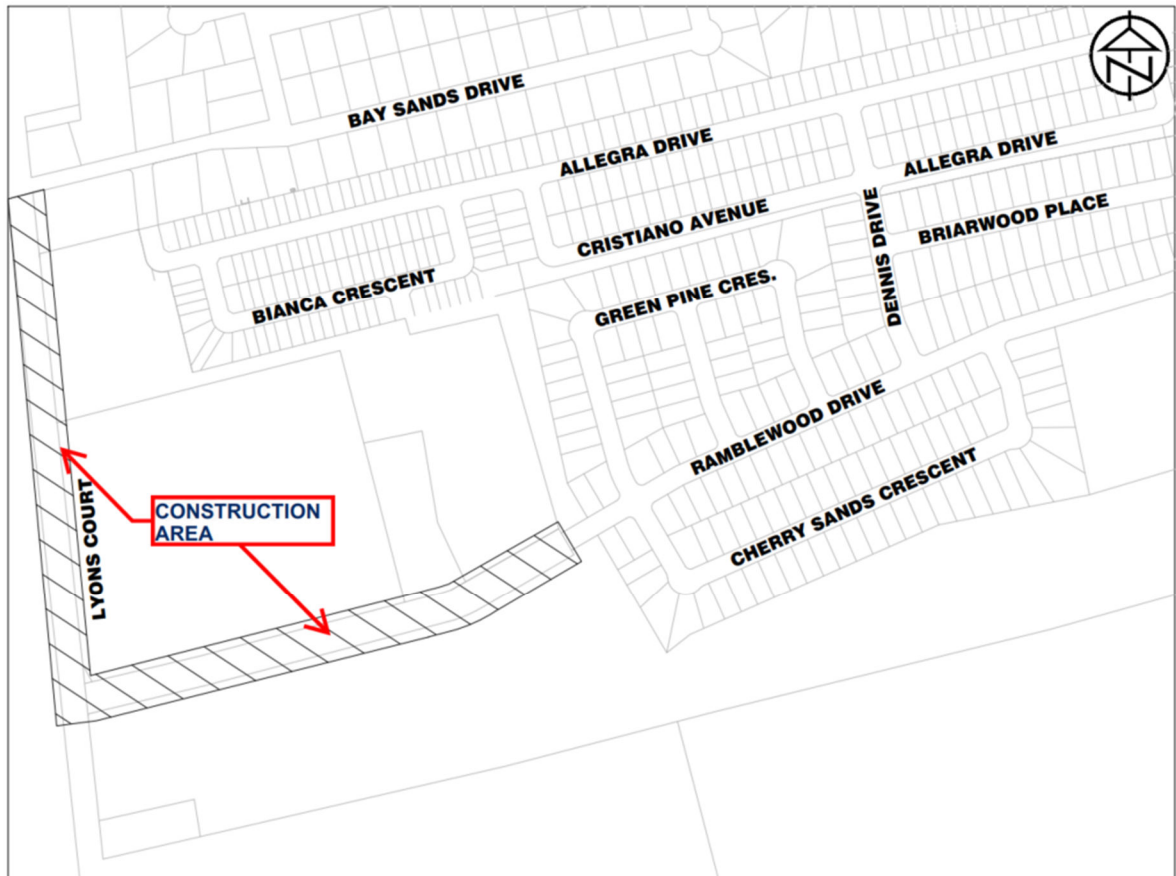 N
BAY SANDS DRIVE
ALLEGRA DRIVE
ALLEGRA DRIVE
CRISTIANO AVENUE
DENNIS DRIVE
BRIARWOOD PLACE
BIANCA CRESCENT
GREEN PINE CRES.
RAMBLEWOOD DRIVE
CHERRY SANDS CRESCENT
LYONS COURT
CONSTRUCTION
AREA